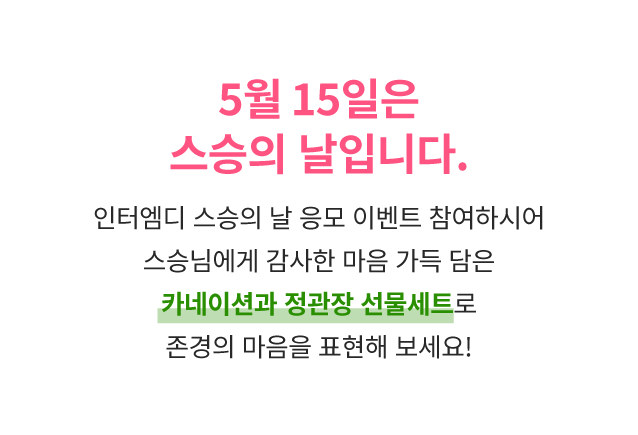 5월 15일은
스승의 날입니다.
인터엠디 스승의 날 응모 이벤트 참여하시어
스승님에게 감사한 마음 가득 담은
카네이션과 정관장 선물세트로
존경의 마음을 표현해 보세요!